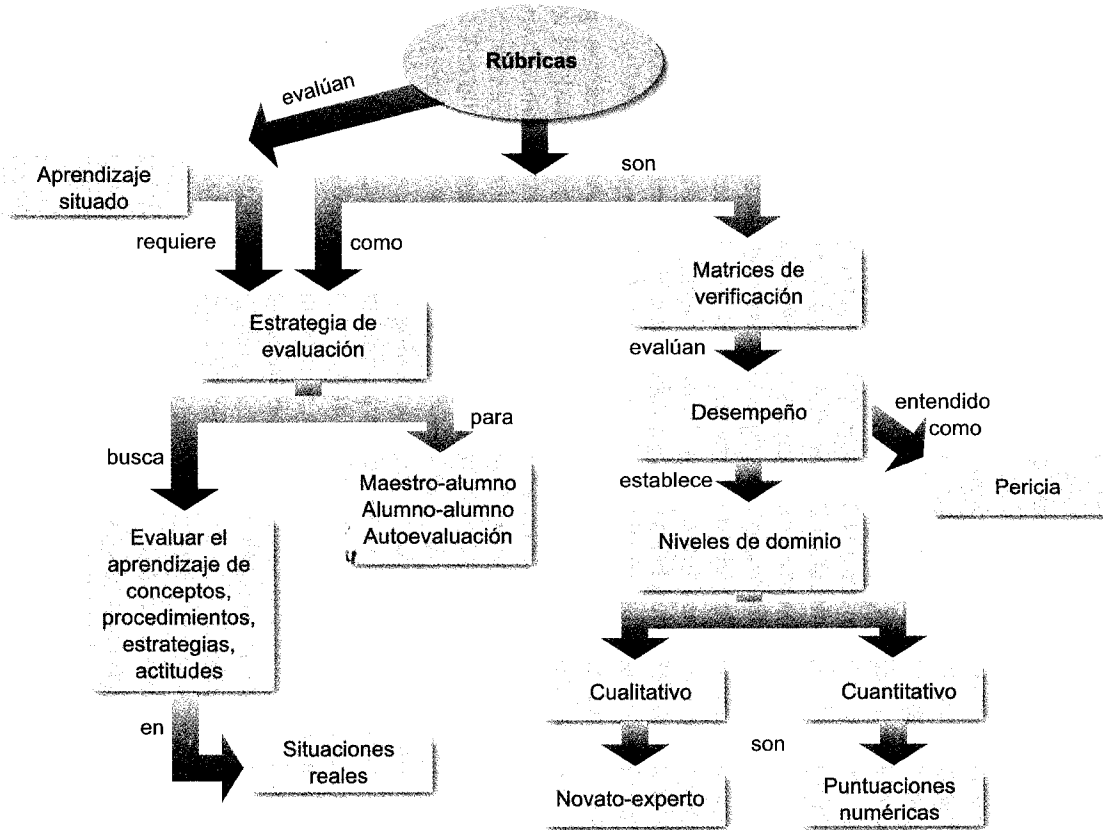 Rúbricas
evalúan
son
Aprendizaje
situado
requiere
como
Matrices de
verificación
Estrategia de
evaluación
evalúan
Desempeño
entendido
como
Pericia
busca
para
Maestro-alumno
Alumno-alumno
Autoevaluación
establece
Niveles de dominio
Evaluar el
aprendizaje de
conceptos,
procedimientos,
estrategias,
actitudes
en
Situaciones
reales
Cualitativo
Cuantitativo
son
Novato-experto
Puntuaciones
numéricas